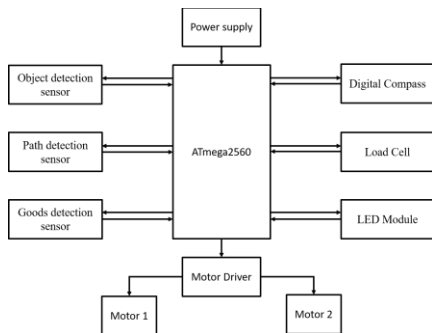 Power supply
Object detection
sensor
Digital Compass
Path detection
sensor
ATmega2560
Load Cell
Goods detection
sensor
LED Module
Motor Driver
Motor 1
Motor 2